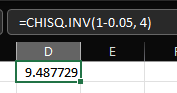 =CHISQ.INV(1-0.05, 4)
D E
9.487729